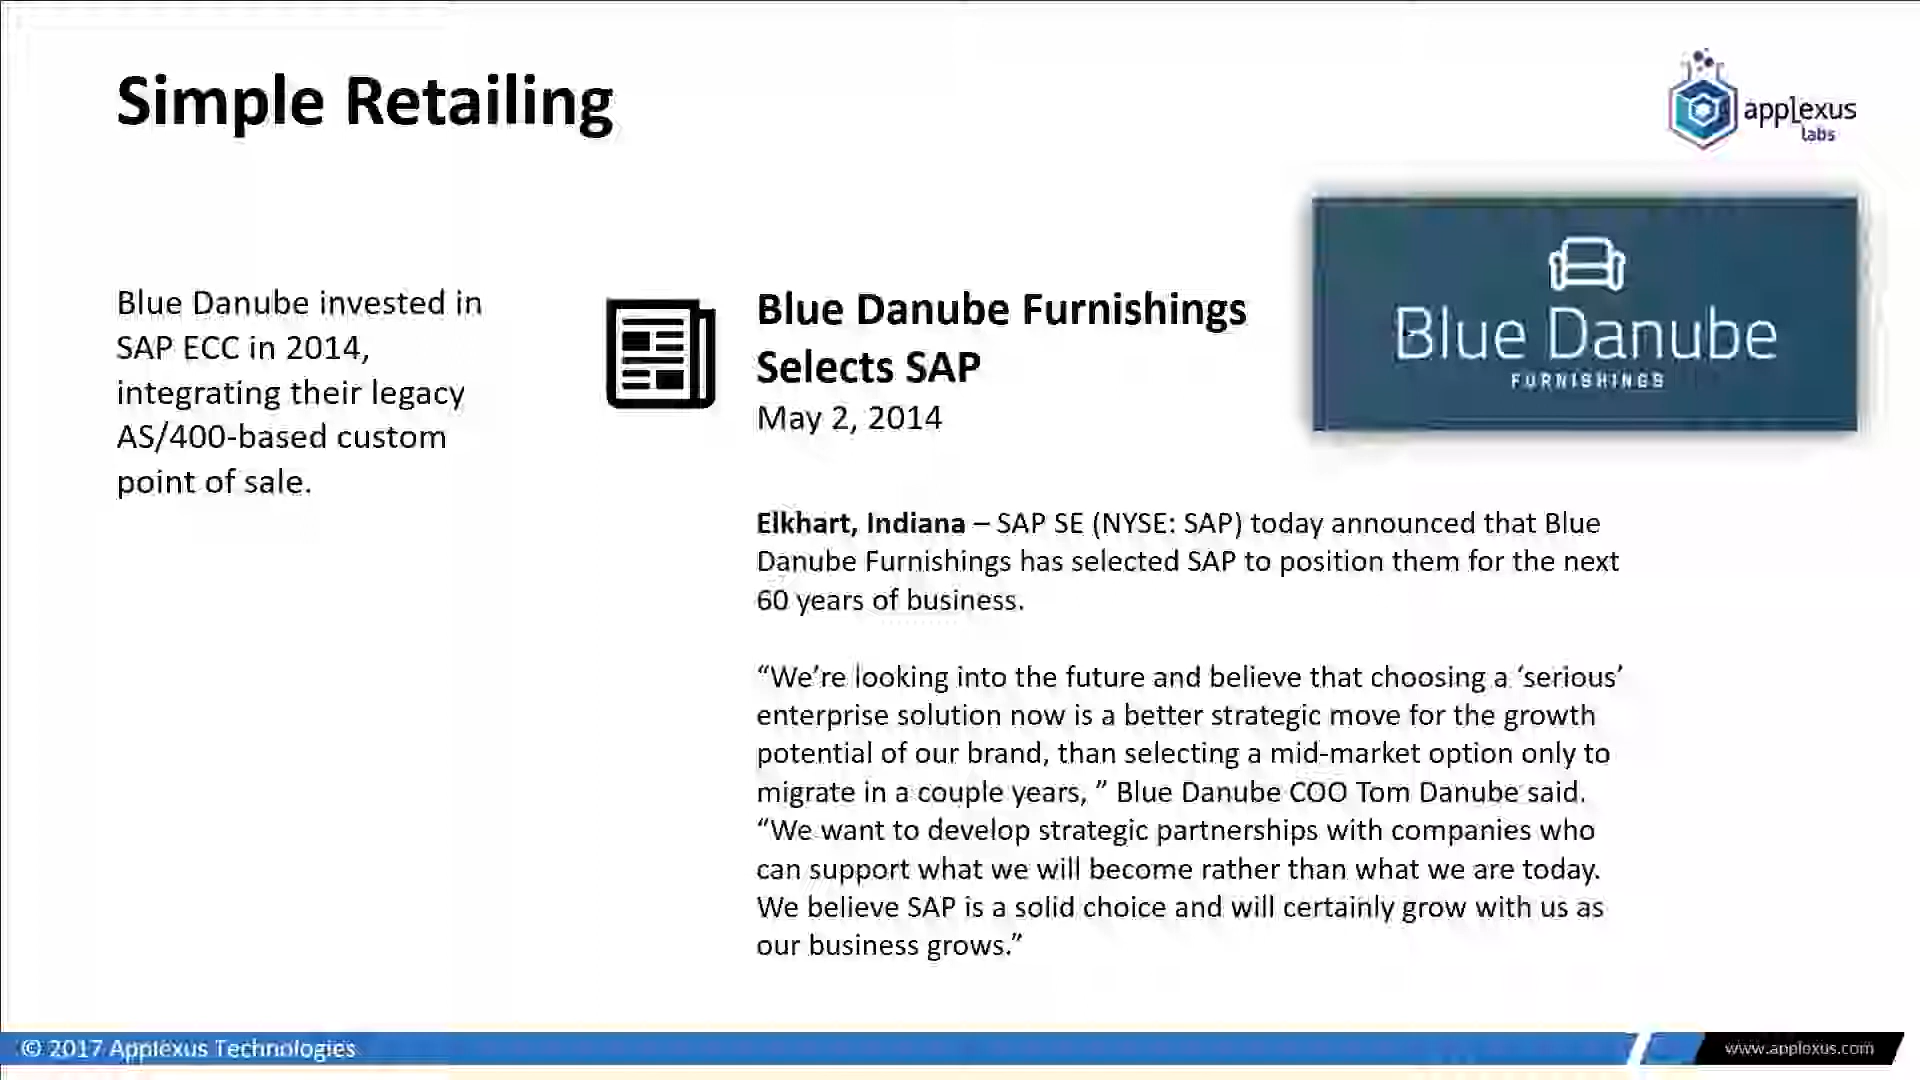 Simple Retailing
applexus
labs
Blue Danube
FURNISHINGS
Blue Danube invested in
SAP ECC in 2014,
integrating their legacy
AS/400-based custom
point of sale.
Blue Danube Furnishings
Selects SAP
May 2, 2014
Elkhart, Indiana – SAP SE (NYSE: SAP) today announced that Blue
Danube Furnishings has selected SAP to position them for the next
60 years of business.
“We’re looking into the future and believe that choosing a ‘serious’
enterprise solution now is a better strategic move for the growth
potential of our brand, than selecting a mid-market option only to
migrate in a couple years, ” Blue Danube COO Tom Danube said.
“We want to develop strategic partnerships with companies who
can support what we will become rather than what we are today.
We believe SAP is a solid choice and will certainly grow with us as
our business grows.”
© 2017 Applexus Technologies
www.applexus.com